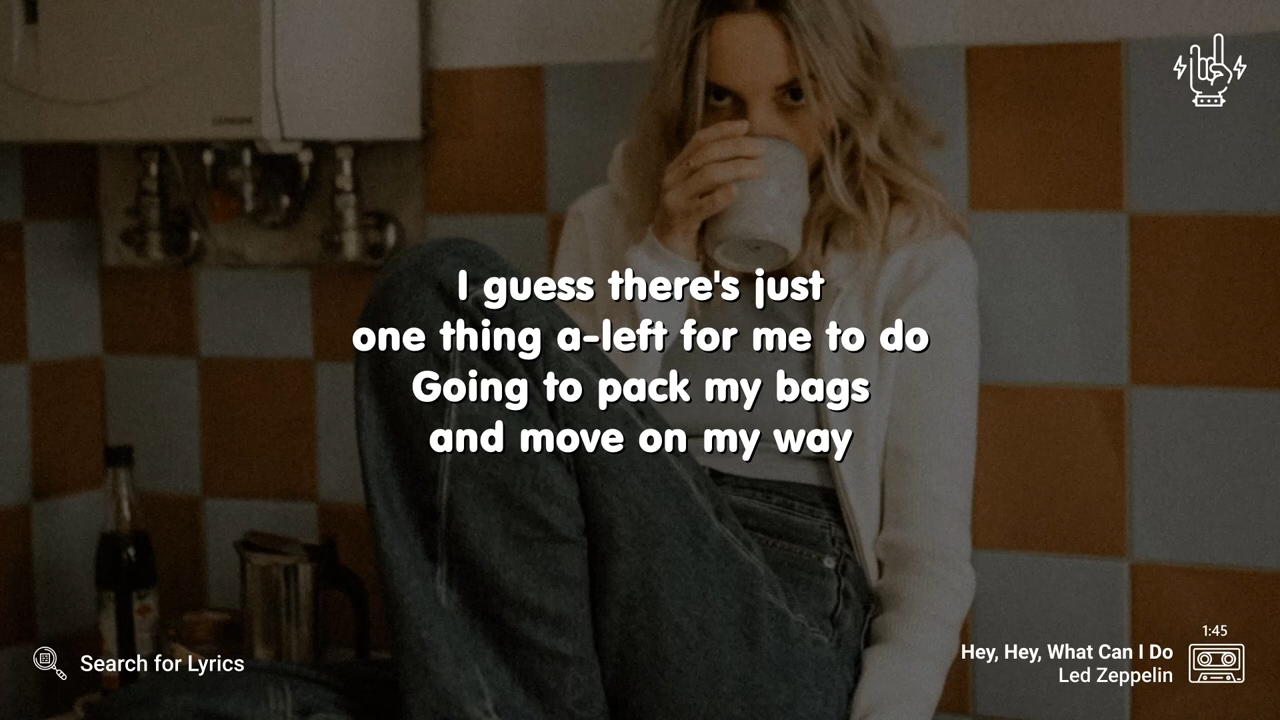 I guess there's just
one thing a-left for me to do
Going to pack my bags
and move on my way
1:45
Search for Lyrics
Hey, Hey, What Can I Do
Led Zeppelin